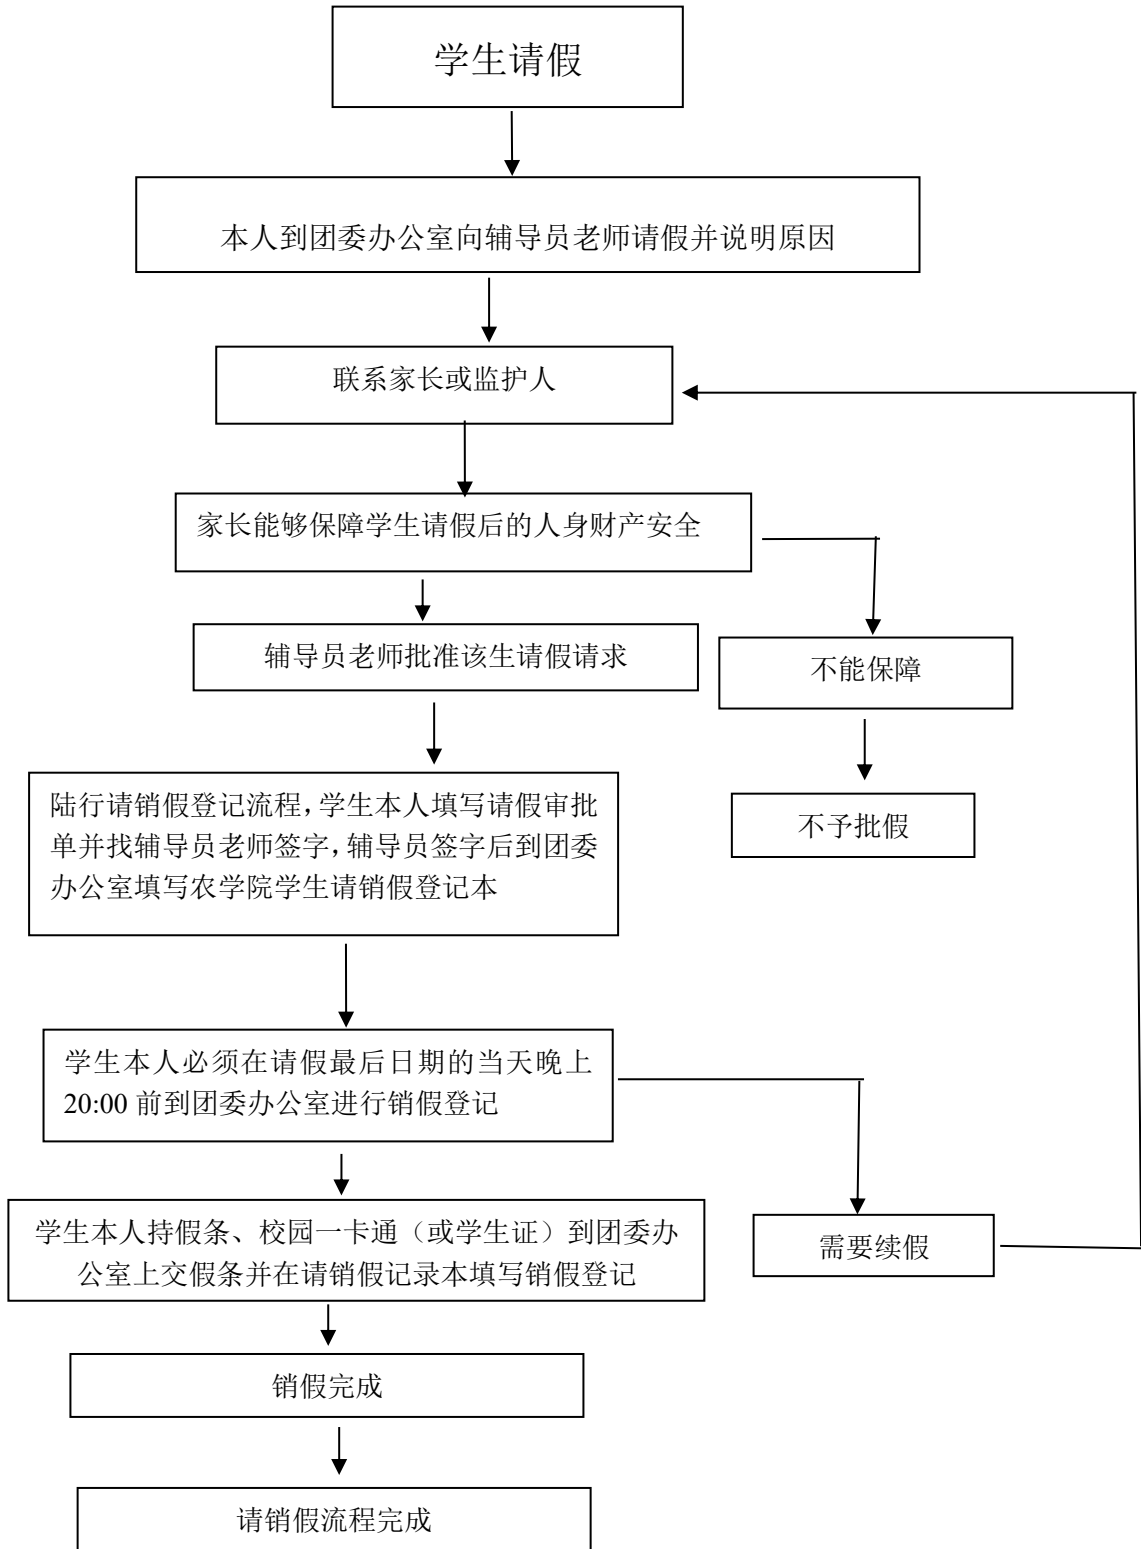 学生请假
本人到团委办公室向辅导员老师请假并说明原因
联系家长或监护人
家长能够保障学生请假后的人身财产安全
辅导员老师批准该生请假请求
不能保障
陆行请销假登记流程，学生本人填写请假审批
单并找辅导员老师签字，辅导员签字后到团委
办公室填写农学院学生请销假登记本
不予批假
学生本人必须在请假最后日期的当天晚上
20:00 前到团委办公室进行销假登记
学生本人持假条、校园一卡通（或学生证）到团委办
公室上交假条并在请销假记录本填写销假登记
需要续假
销假完成
请销假流程完成